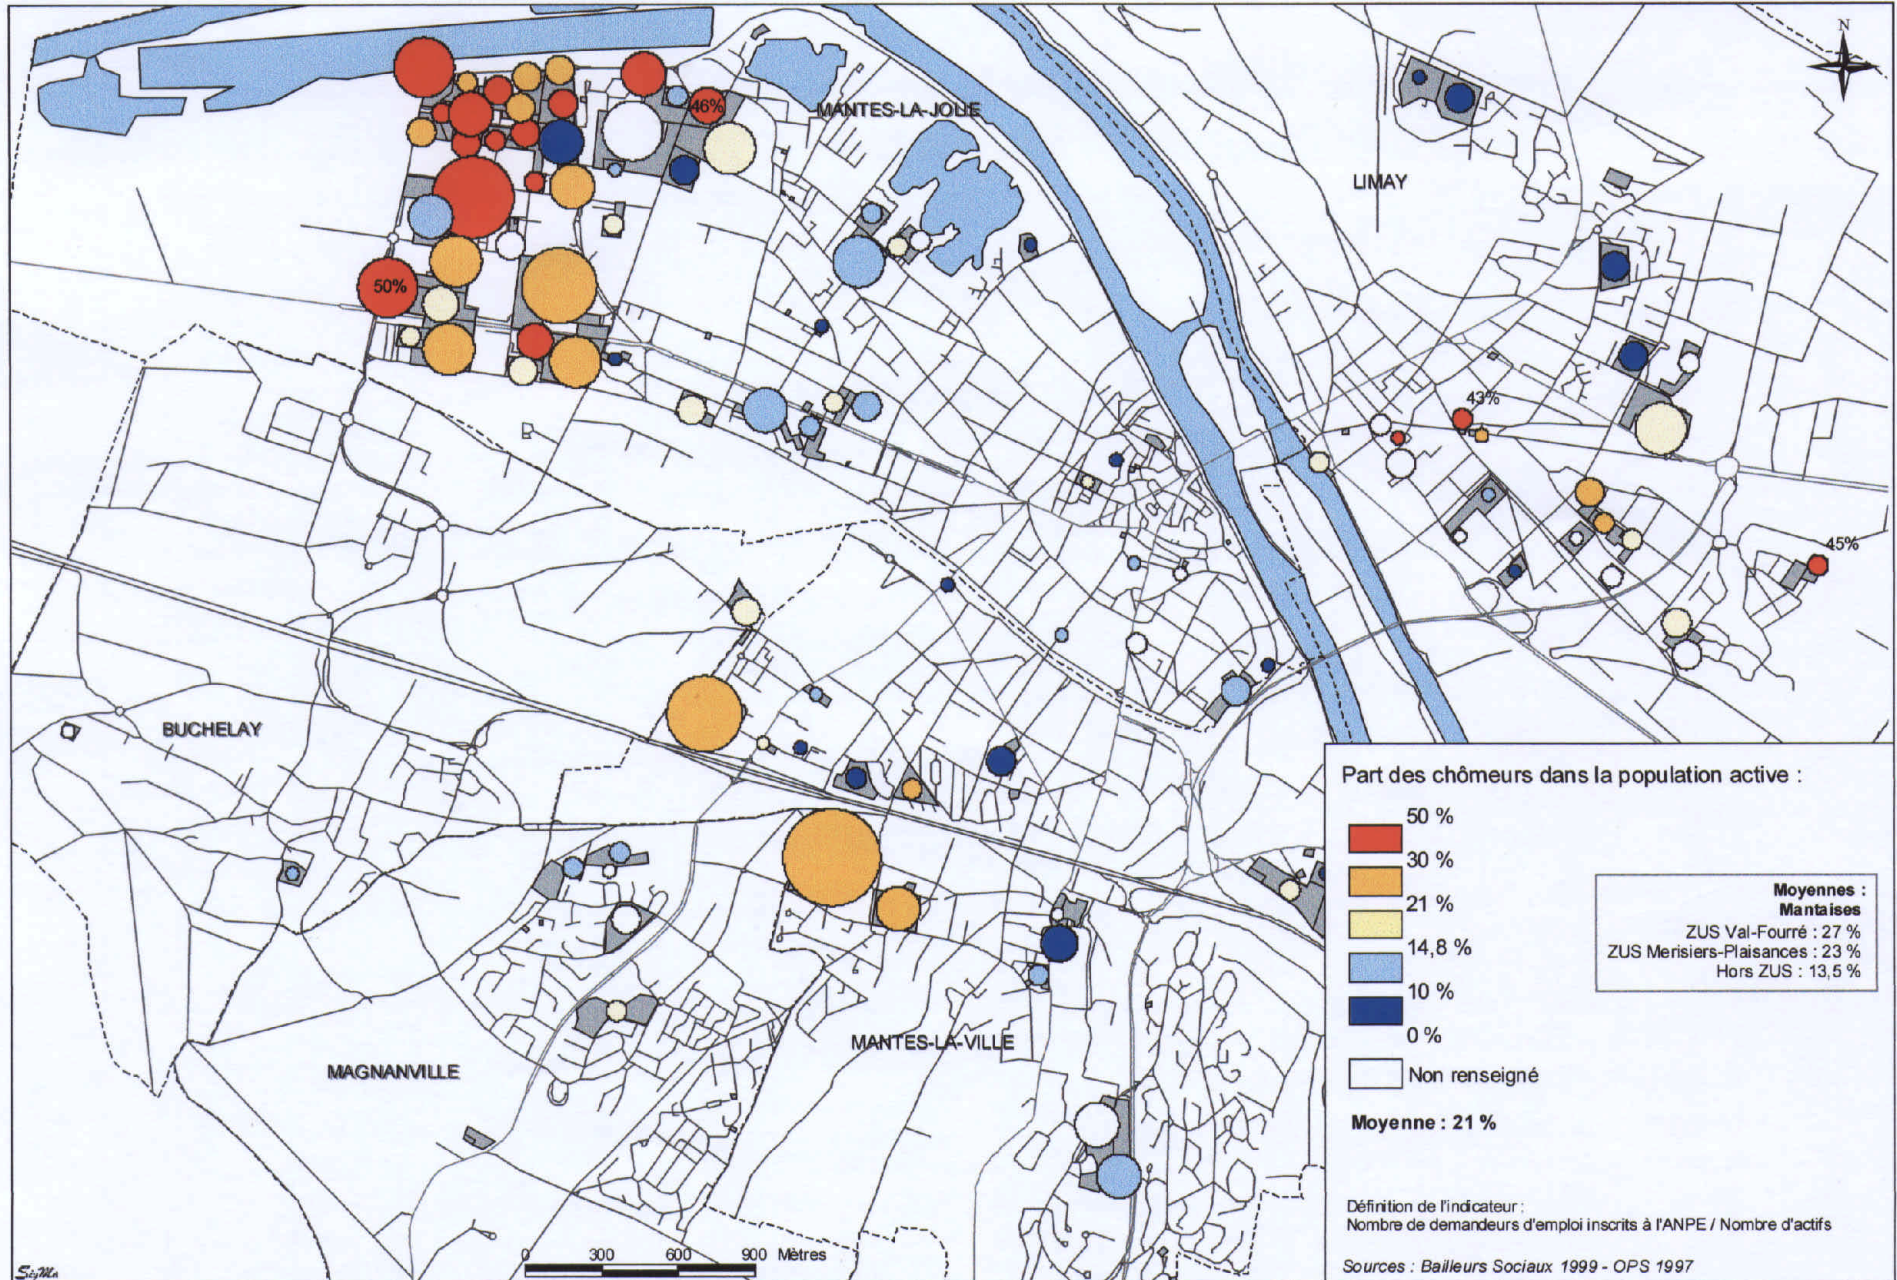 N
MANTES-LA-JOLIE
46%
LIMAY
50%
43%
45%
BUCHELAY
MAGNANVILLE
MANTES-LA-VILLE
0 300 600 900 Mètres
Part des chômeurs dans la population active :
50 %
30 %
21 %
14,8 %
10 %
0 %
Non renseigné
Moyenne : 21 %
Moyennes :
Mantaises
ZUS Val-Fourré : 27 %
ZUS Merisiers-Plaisances : 23 %
Hors ZUS : 13,5 %
Définition de l'indicateur :
Nombre de demandeurs d'emploi inscrits à l'ANPE / Nombre d'actifs
Sources : Bailleurs Sociaux 1999 - OPS 1997